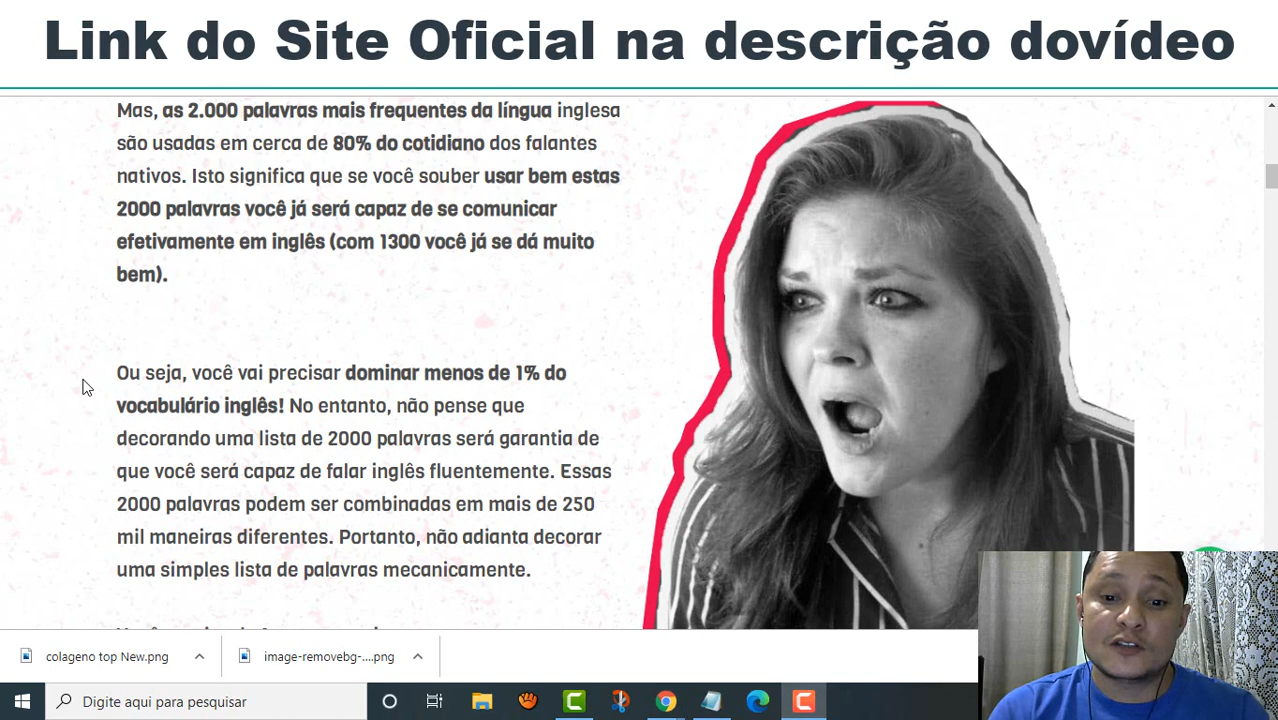 Link do Site Oficial na descrição dovídeo
Mas, as 2.000 palavras mais frequentes da língua inglesa
são usadas em cerca de 80% do cotidiano dos falantes
nativos. Isto significa que se você souber usar bem estas
2000 palavras você já será capaz de se comunicar
efetivamente em inglês (com 1300 você já se dá muito
bem).
Ou seja, você vai precisar dominar menos de 1% do
vocabulário inglês! No entanto, não pense que
decorando uma lista de 2000 palavras será garantia de
que você será capaz de falar inglês fluentemente. Essas
2000 palavras podem ser combinadas em mais de 250
mil maneiras diferentes. Portanto, não adianta decorar
uma simples lista de palavras mecanicamente.
colageno top New.png
image-removebg-....png
Digite aqui para pesquisar